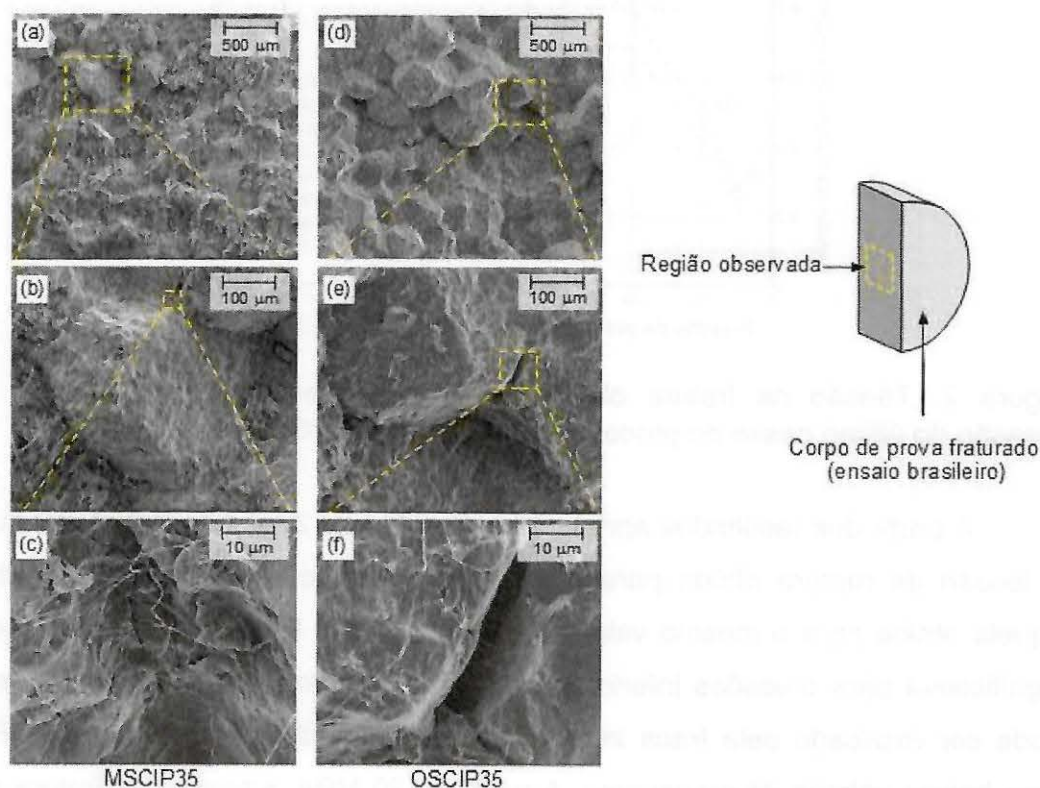 (a)
500 µm
(d)
500 µm
(b)
100 µm
(e)
100 µm
(c)
10 µm
(f)
10 µm
MSCIP35
OSCIP35
Região observada
Corpo de prova fraturado
(ensaio brasileiro)